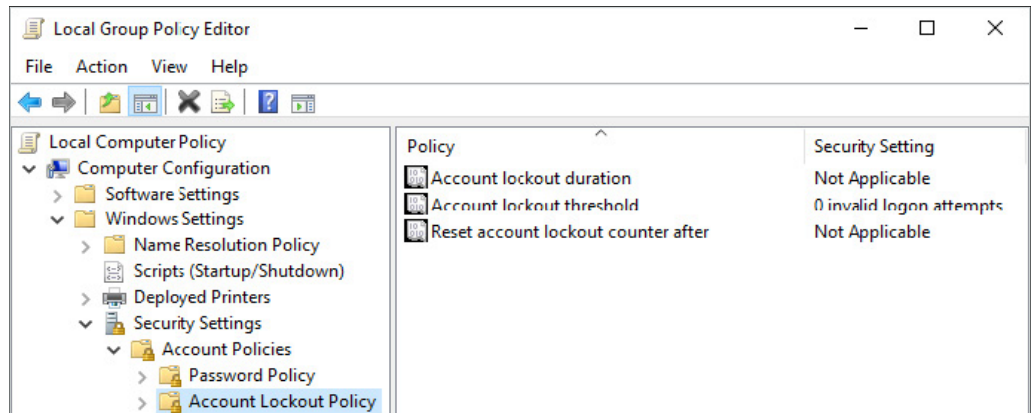 Local Group Policy Editor
File Action View Help
Local Computer Policy
Computer Configuration
Software Settings
Windows Settings
Name Resolution Policy
Scripts (Startup/Shutdown)
Deployed Printers
Security Settings
Account Policies
Password Policy
Account Lockout Policy
Policy Security Setting
Account lockout duration Not Applicable
Account lockout threshold 0 invalid logon attempts
Reset account lockout counter after Not Applicable